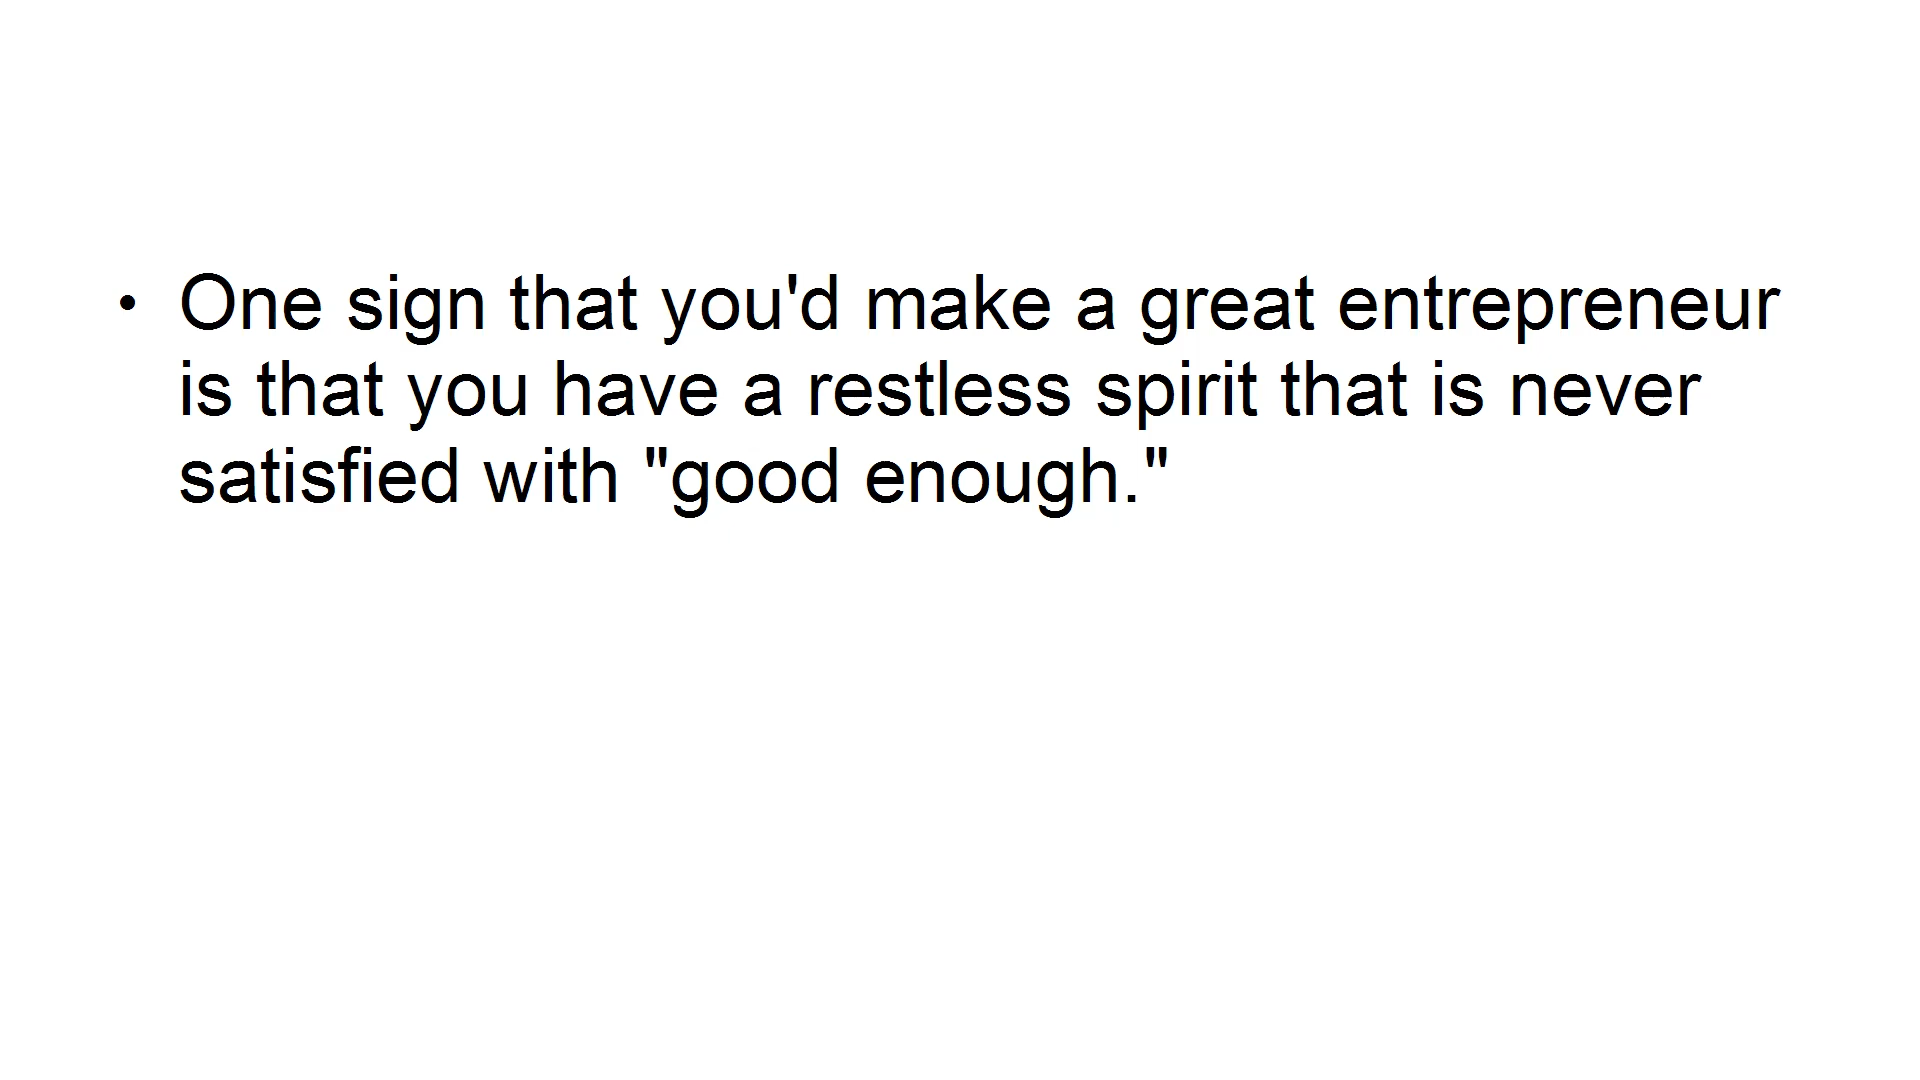 • One sign that you'd make a great entrepreneur
is that you have a restless spirit that is never
satisfied with "good enough."